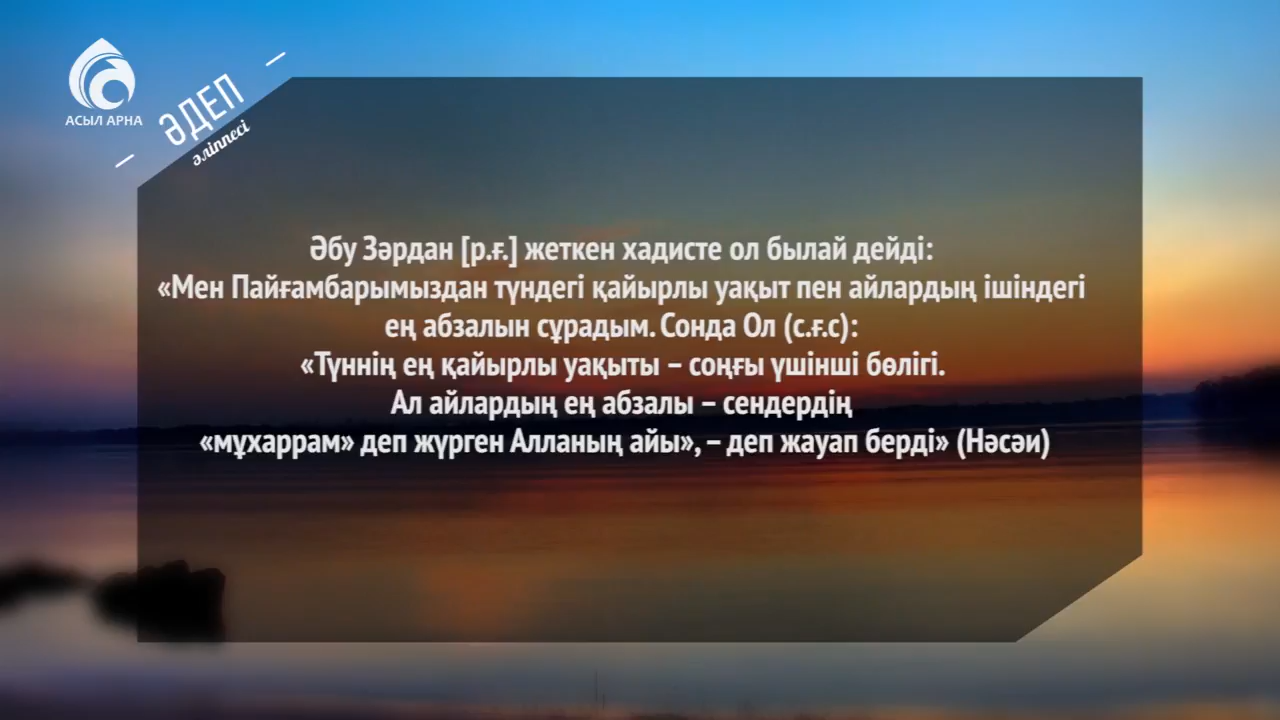 АСЫЛ АРНА
ӘДЕП
әліппесі
Әбу Зәрдан [р.ғ.] жеткен хадисте ол былай дейді:
«Мен Пайғамбарымыздан түндегі қайырлы уақыт пен айлардың ішіндегі
ең абзалын сұрадым. Сонда Ол (с.ғ.с):
«Түннің ең қайырлы уақыты – соңғы үшінші бөлігі.
Ал айлардың ең абзалы – сендердің
«мұхаррам» деп жүрген Алланың айы», – деп жауап берді» (Нәсәи)